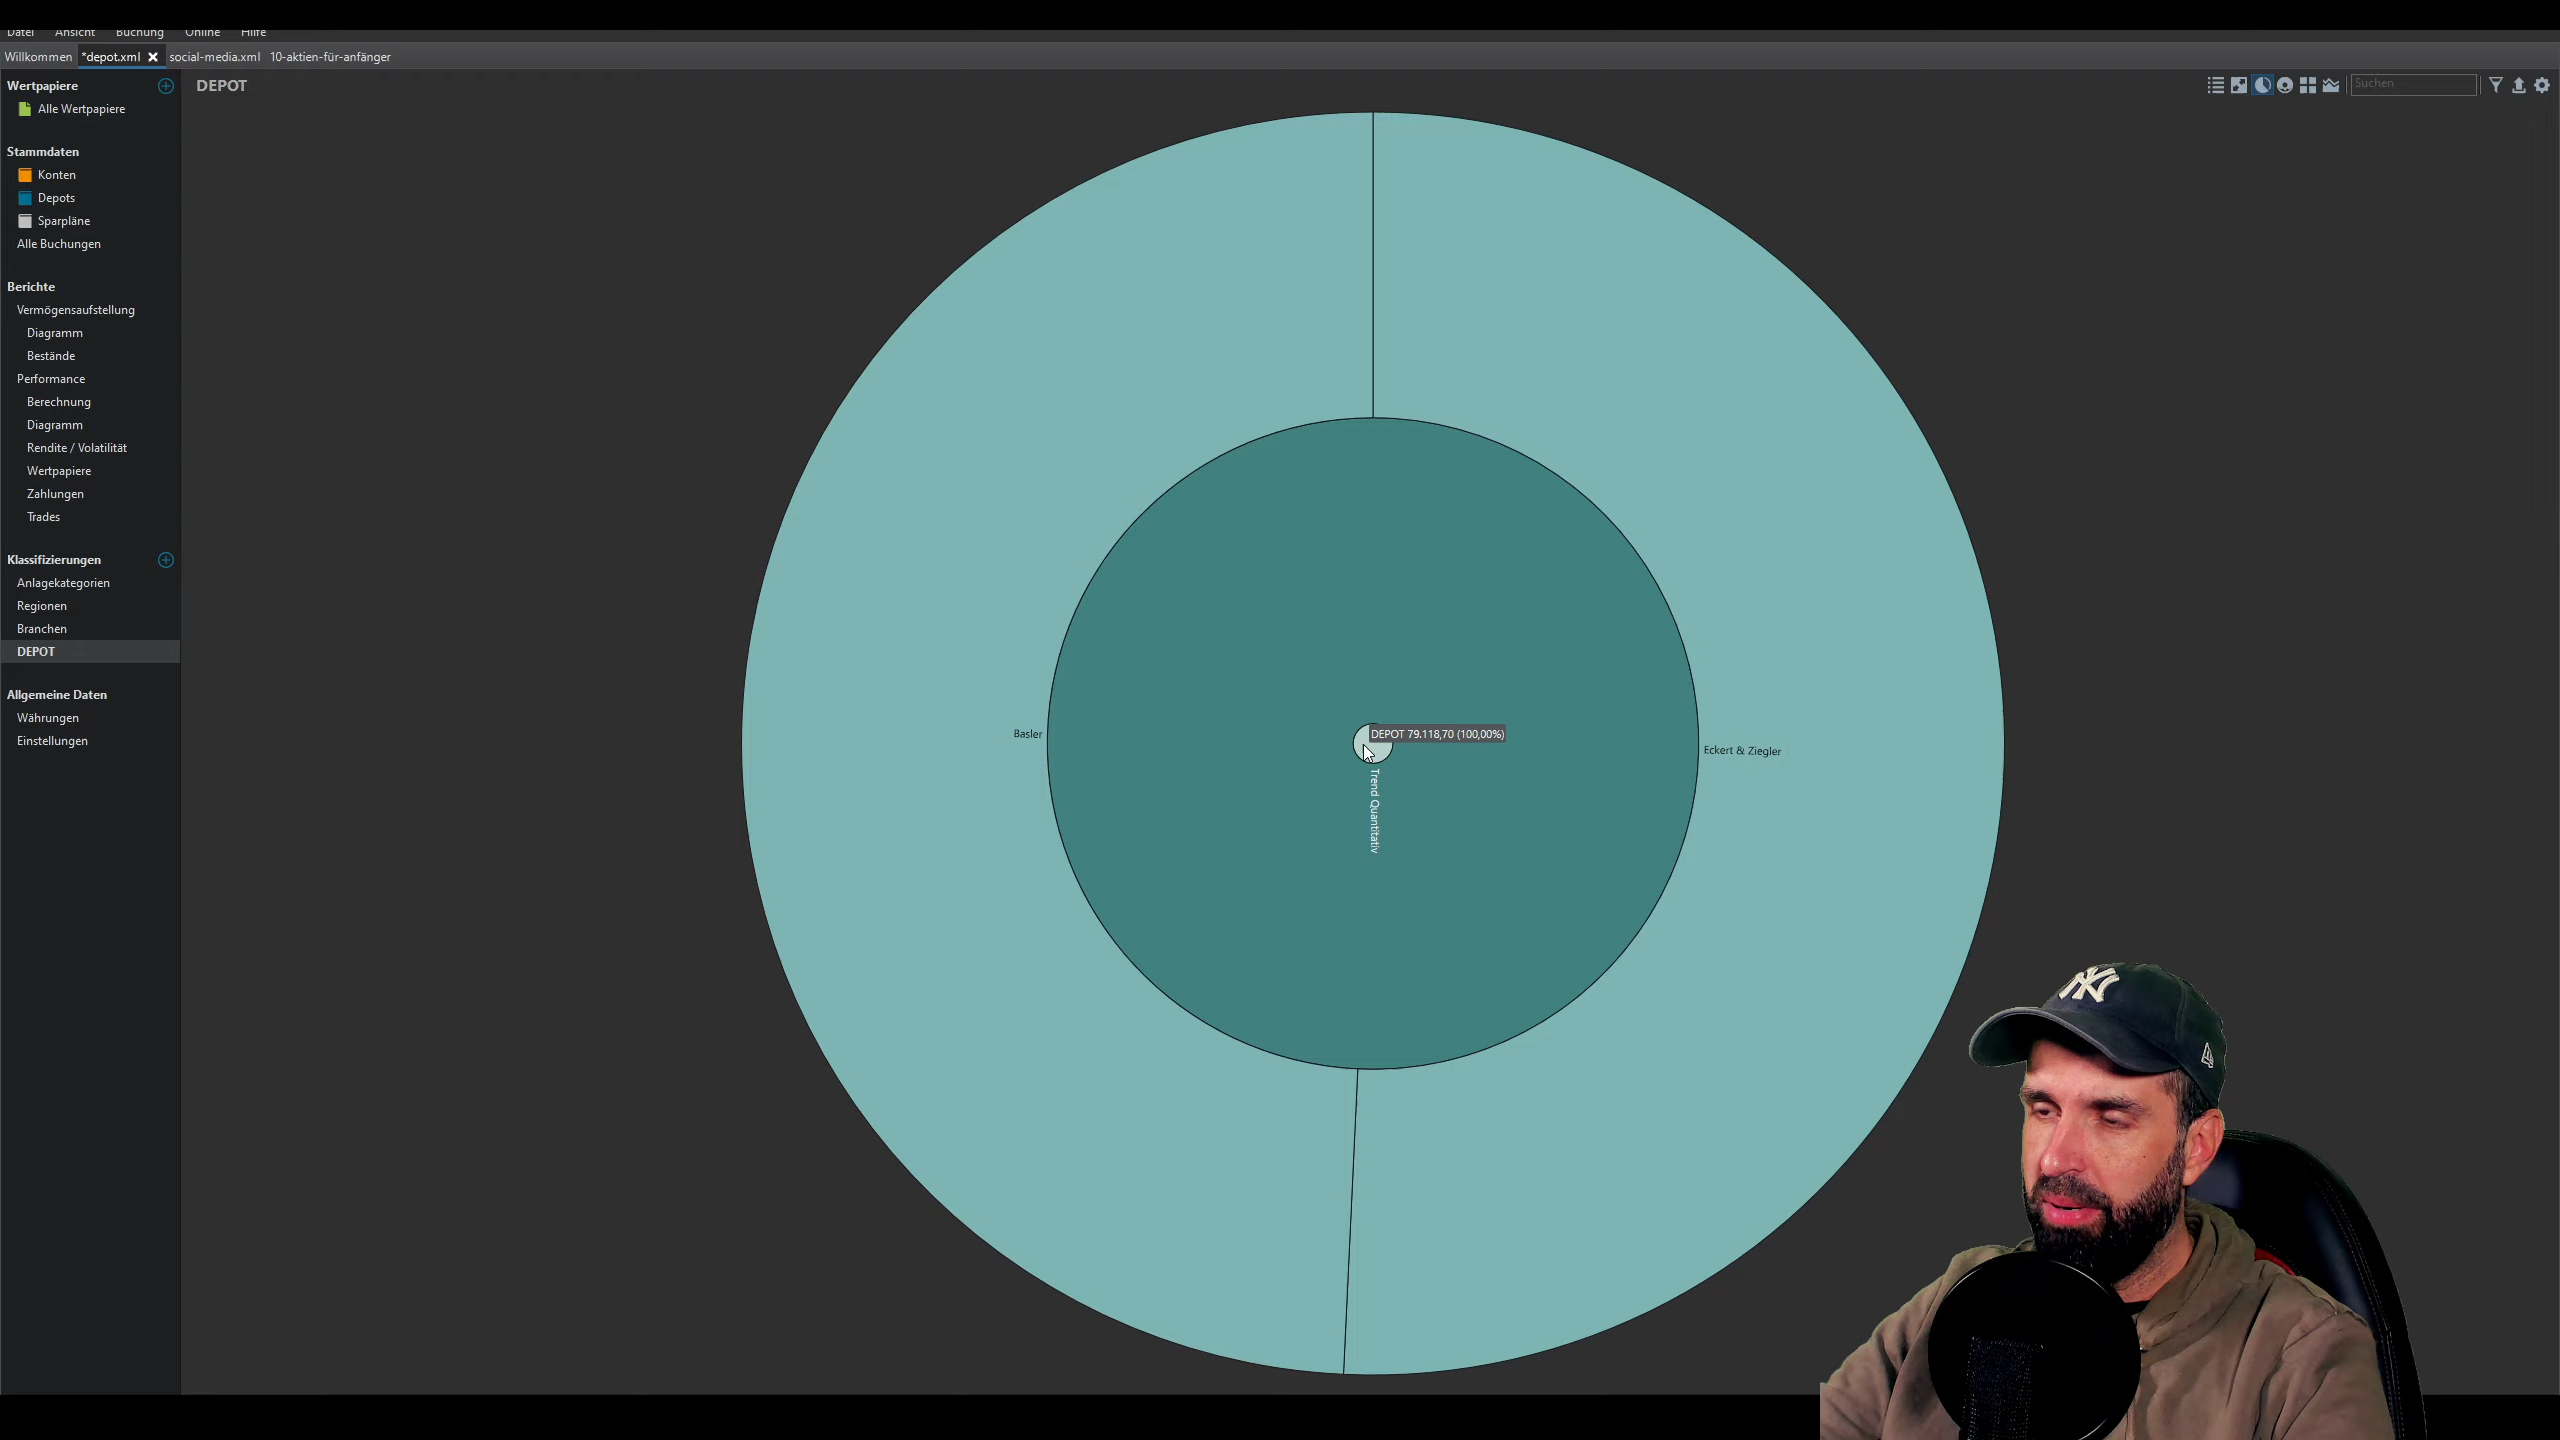 Datei Ansicht Buchung Online Hilfe
Willkommen *depot.xml social-media.xml 10-aktien-für-anfänger
Wertpapiere
Alle Wertpapiere
Stammdaten
Konten
Depots
Sparpläne
Alle Buchungen
Berichte
Vermögensaufstellung
Diagramm
Bestände
Performance
Berechnung
Diagramm
Rendite / Volatilität
Wertpapiere
Zahlungen
Trades
Klassifizierungen
Anlagekategorien
Regionen
Branchen
DEPOT
Allgemeine Daten
Währungen
Einstellungen
DEPOT
Suchen
Basler
DEPOT 79.118,70 (100,00%)
Trend Quantitativ
Eckert & Ziegler
NY